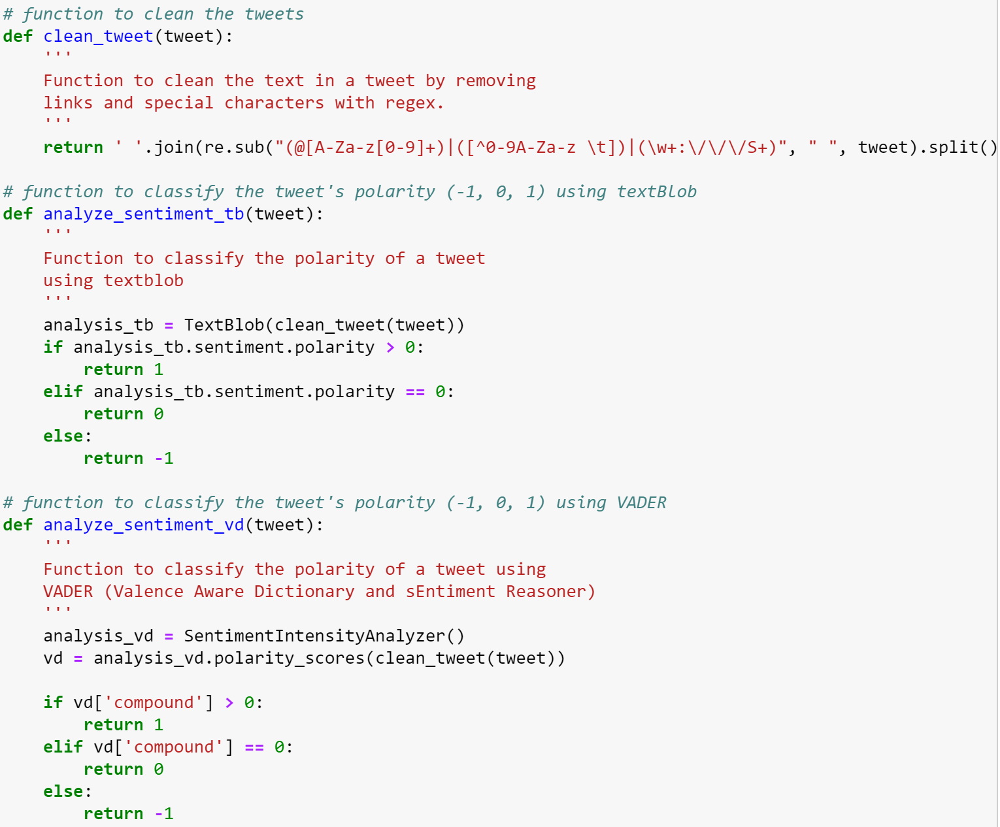 # function to clean the tweets
def clean_tweet(tweet):
    '''
    Function to clean the text in a tweet by removing
    links and special characters with regex.
    '''
    return ' '.join(re.sub("(@[A-Za-z[0-9]+)|([^0-9A-Za-z \t])|(\w+:\/\/\/S+)", " ", tweet).split()

# function to classify the tweet's polarity (-1, 0, 1) using textBlob
def analyze_sentiment_tb(tweet):
    '''
    Function to classify the polarity of a tweet
    using textblob
    '''
    analysis_tb = TextBlob(clean_tweet(tweet))
    if analysis_tb.sentiment.polarity > 0:
        return 1
    elif analysis_tb.sentiment.polarity == 0:
        return 0
    else:
        return -1

# function to classify the tweet's polarity (-1, 0, 1) using VADER
def analyze_sentiment_vd(tweet):
    '''
    Function to classify the polarity of a tweet using
    VADER (Valence Aware Dictionary and sEntiment Reasoner)
    '''
    analysis_vd = SentimentIntensityAnalyzer()
    vd = analysis_vd.polarity_scores(clean_tweet(tweet))

    if vd['compound'] > 0:
        return 1
    elif vd['compound'] == 0:
        return 0
    else:
        return -1